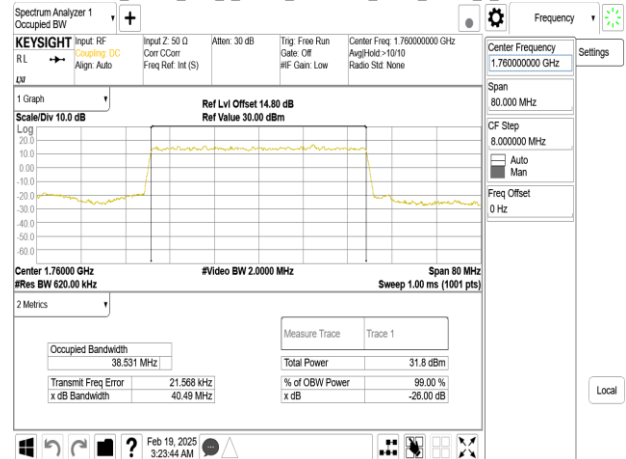 Spectrum Analyzer 1
Occupied BW
Frequency
KEYSIGHT Input: RF Input Z: 50 Ω Atten: 30 dB Trig: Free Run Center Freq: 1.760000000 GHz
RL Coupling: DC Corr CCorr Gate: Off Avg|Hold:>10/10
Align: Auto Freq Ref: Int (S) #IF Gain: Low Radio Std: None
LXI
Center Frequency
1.760000000 GHz
Settings
Span
80.000 MHz
CF Step
8.000000 MHz
Auto
Man
Freq Offset
0 Hz
Local
1 Graph
Ref Lvl Offset 14.80 dB
Scale/Div 10.0 dB Ref Value 30.00 dBm
Log
20.0
10.0
0.00
-10.0
-20.0
-30.0
-40.0
-50.0
-60.0
Center 1.76000 GHz #Video BW 2.0000 MHz Span 80 MHz
#Res BW 620.00 kHz Sweep 1.00 ms (1001 pts)
2 Metrics
Measure Trace Trace 1
Occupied Bandwidth
38.531 MHz
Total Power 31.8 dBm
Transmit Freq Error 21.568 kHz % of OBW Power 99.00 %
x dB Bandwidth 40.49 MHz x dB -26.00 dB
? Feb 19, 2025
3:23:44 AM